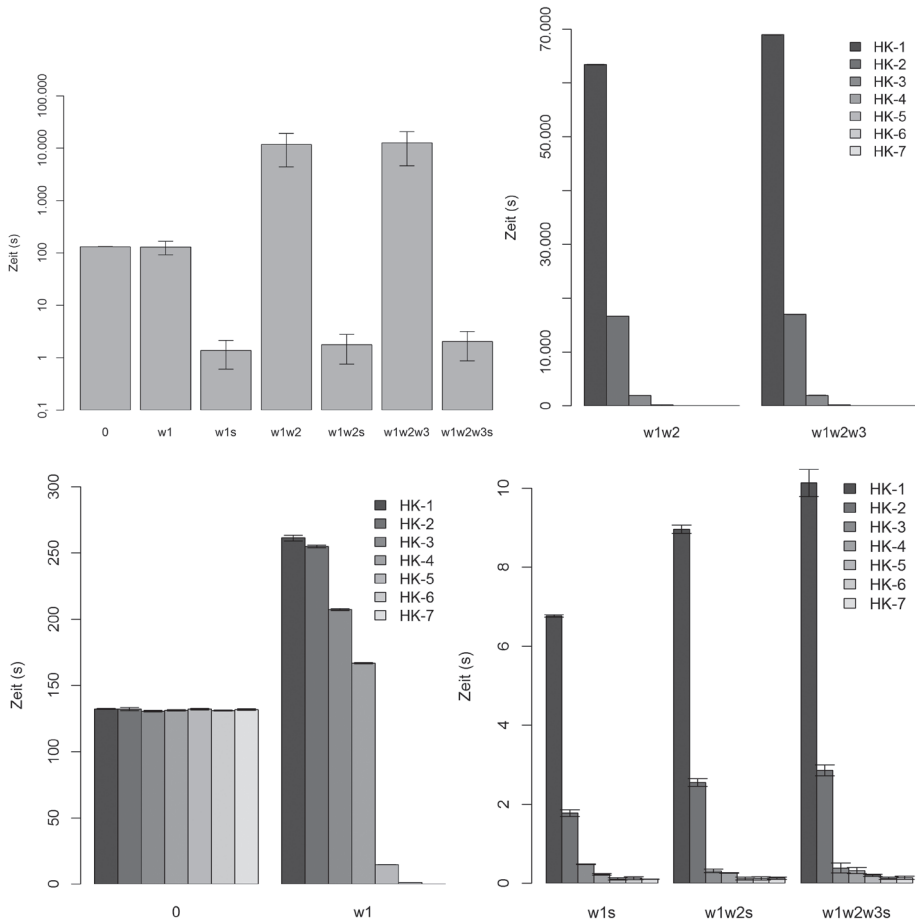 100.000
10.000
1.000
100
10
1
0,1
Zeit (s)
0 w1 w1s w1w2 w1w2s w1w2w3 w1w2w3s
70.000
50.000
30.000
10.000
0
Zeit (s)
HK-1
HK-2
HK-3
HK-4
HK-5
HK-6
HK-7
w1w2 w1w2w3
300
250
200
150
100
50
0
Zeit (s)
HK-1
HK-2
HK-3
HK-4
HK-5
HK-6
HK-7
0 w1
10
8
6
4
2
0
Zeit (s)
HK-1
HK-2
HK-3
HK-4
HK-5
HK-6
HK-7
w1s w1w2s w1w2w3s